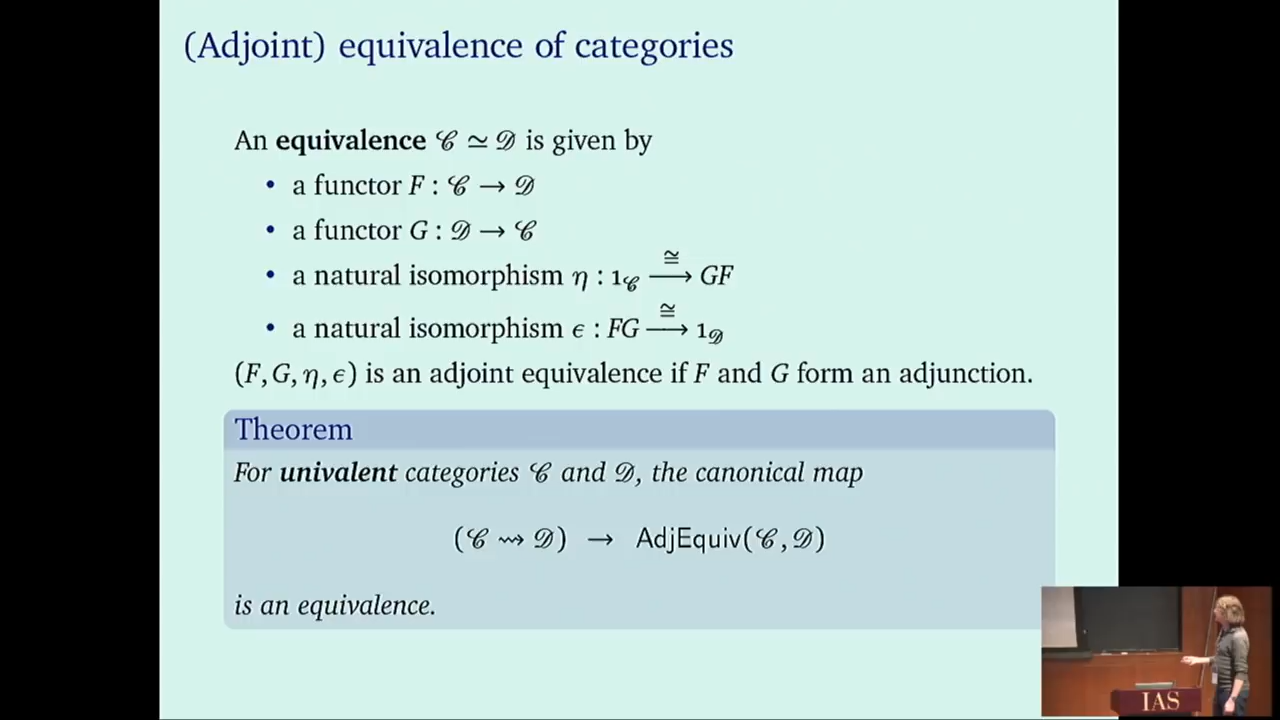 (Adjoint) equivalence of categories
An equivalence 𝒞 ≃ 𝒟 is given by
• a functor F : 𝒞 → 𝒟
• a functor G : 𝒟 → 𝒞
• a natural isomorphism η : 1_𝒞 ≅⟶ GF
• a natural isomorphism ϵ : FG ≅⟶ 1_𝒟
(F, G, η, ϵ) is an adjoint equivalence if F and G form an adjunction.
Theorem
For univalent categories 𝒞 and 𝒟, the canonical map
(𝒞 ⇝ 𝒟) → AdjEquiv(𝒞, 𝒟)
is an equivalence.
IAS